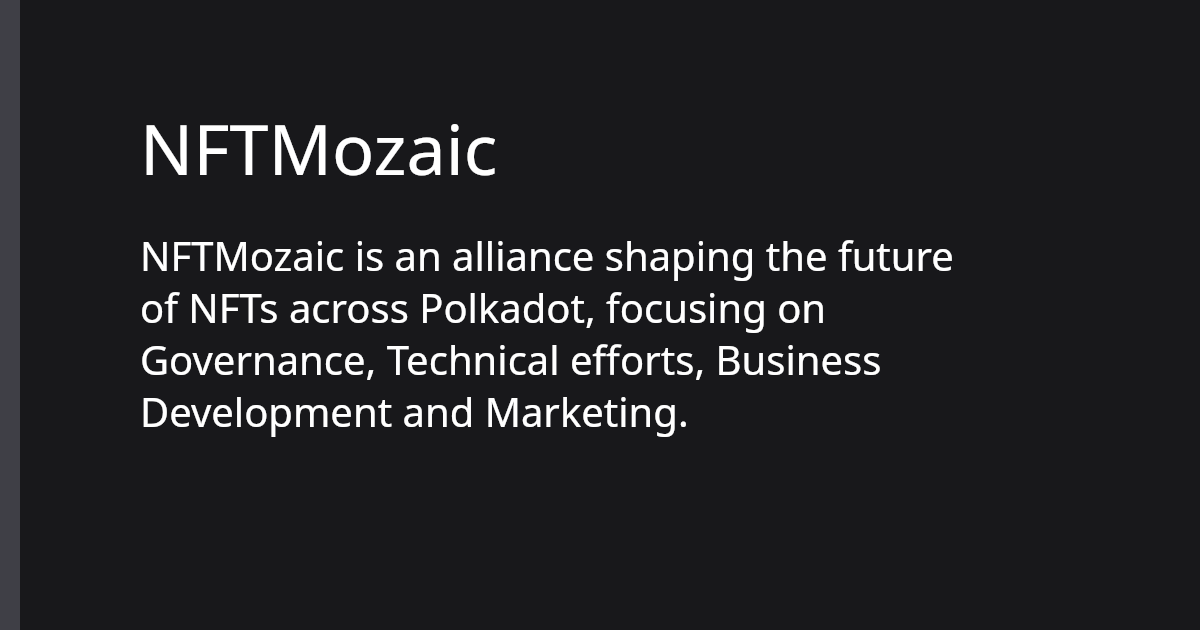 NFTMozaic
NFTMozaic is an alliance shaping the future
of NFTs across Polkadot, focusing on
Governance, Technical efforts, Business
Development and Marketing.